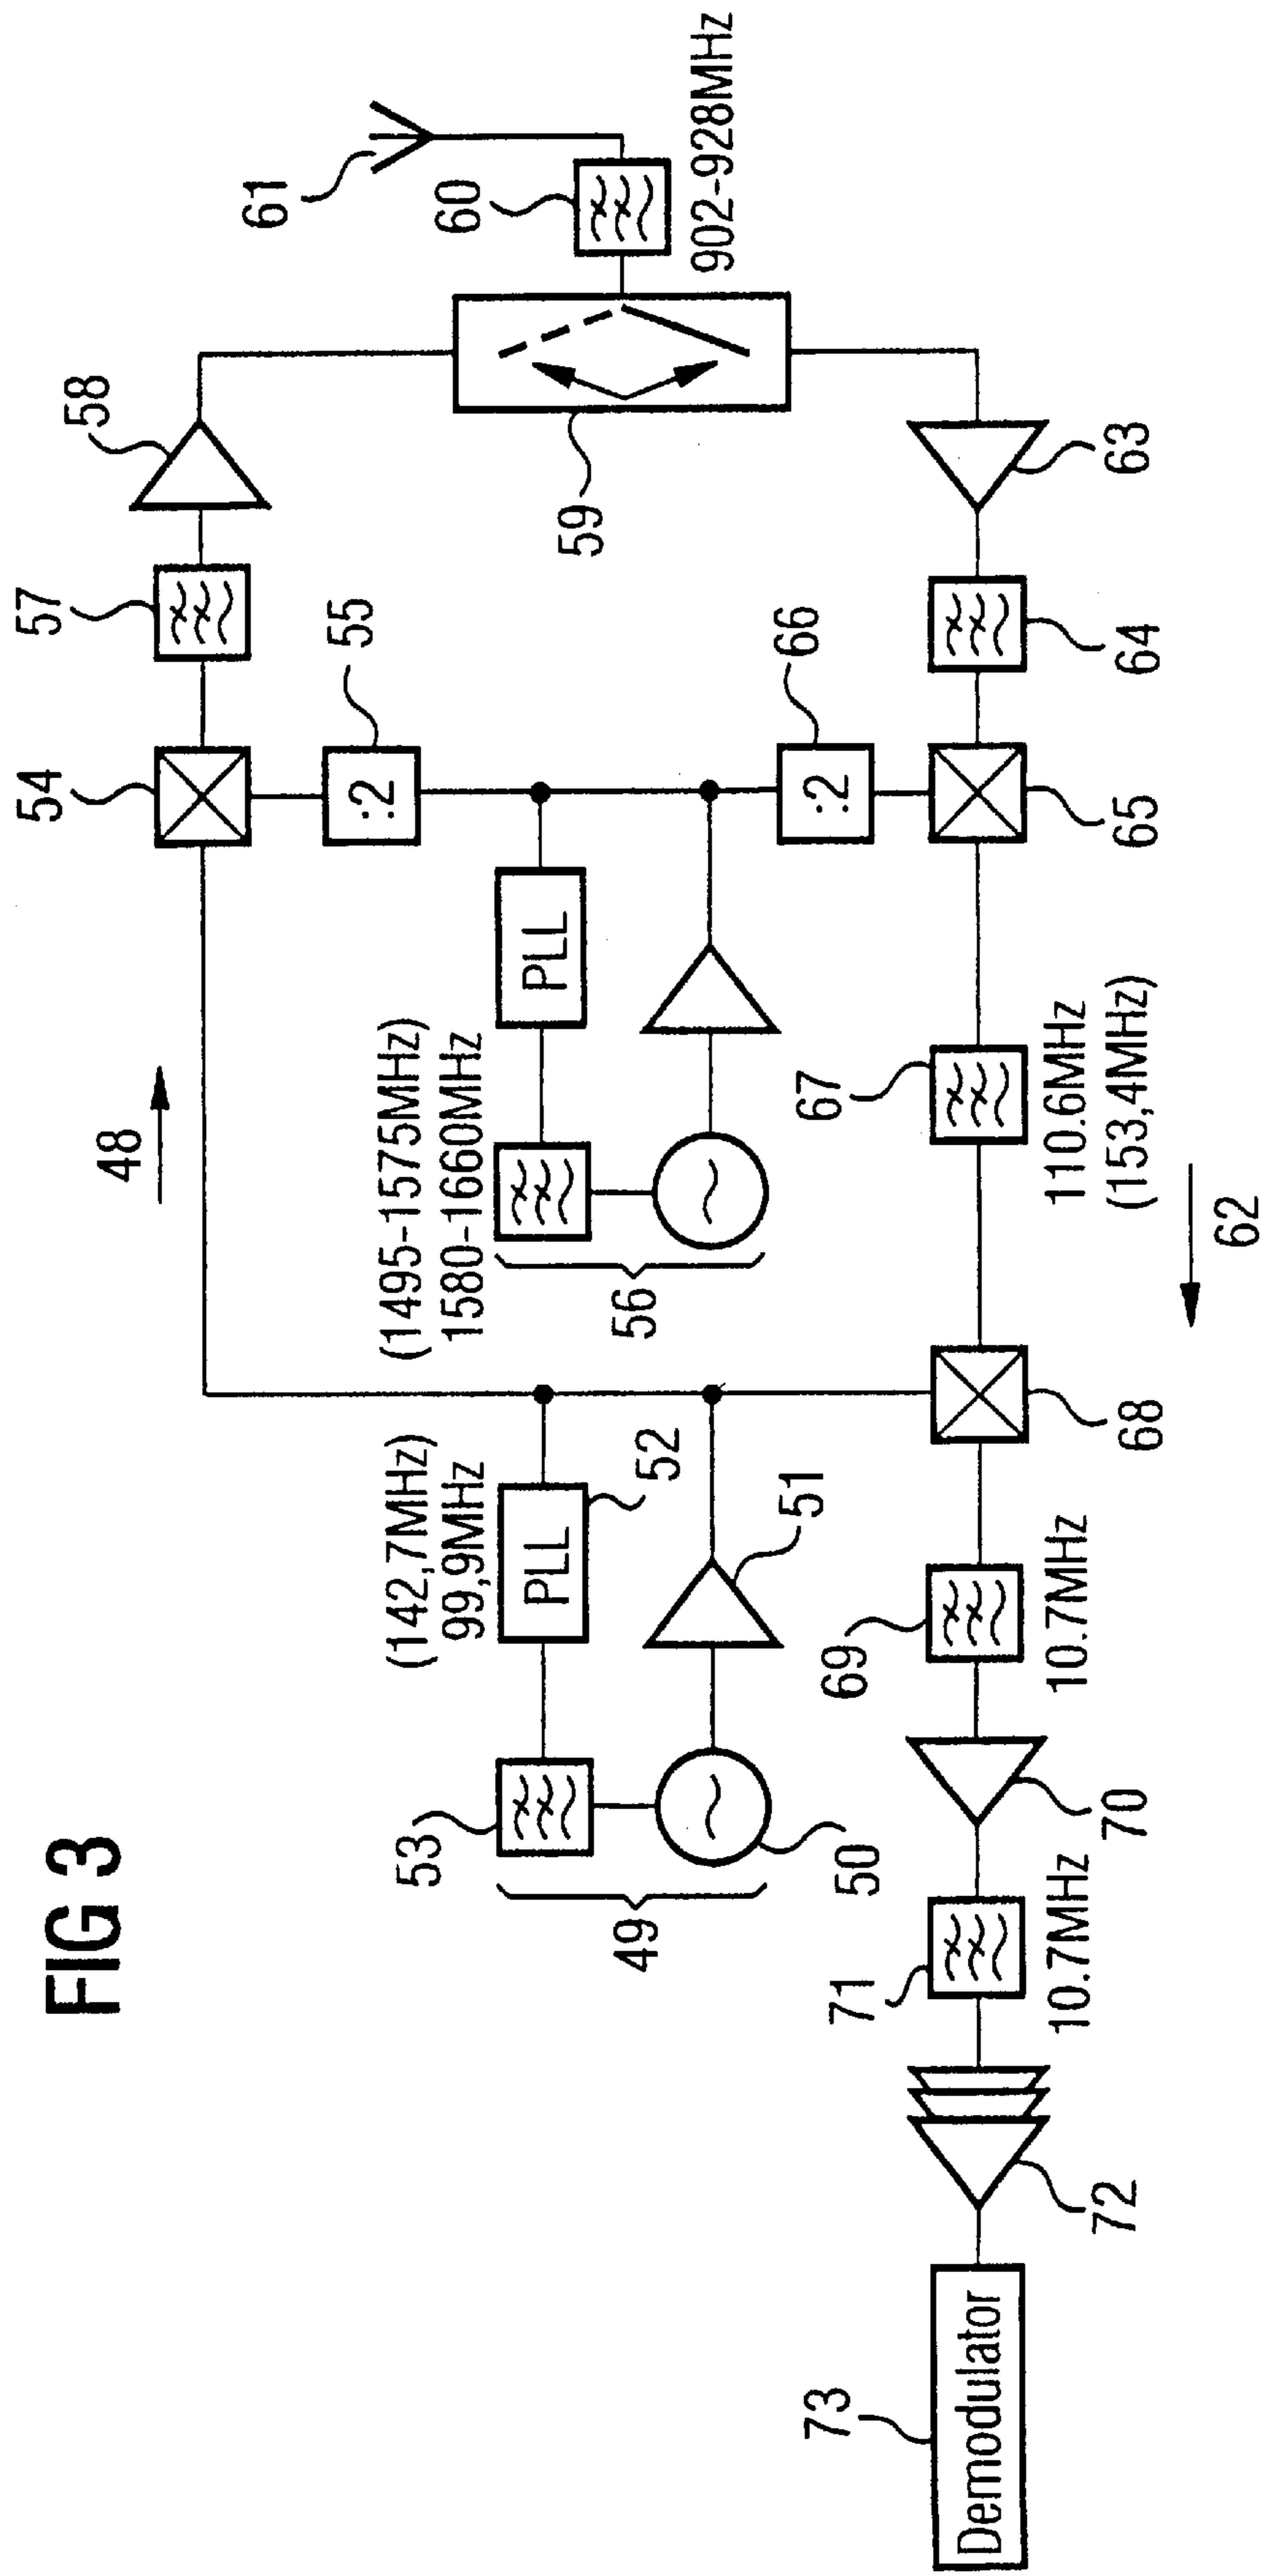 FIG 3
61
60
902-928MHz
58
59
63
57
55
66
64
54
:2
:2
65
48
(1495-1575MHz)
1580-1660MHz
PLL
56
67
110.6MHz
(153,4MHz)
62
(142,7MHz)
99,9MHz
PLL
52
51
68
53
49
50
69
10.7MHz
70
71
10.7MHz
72
73
Demodulator